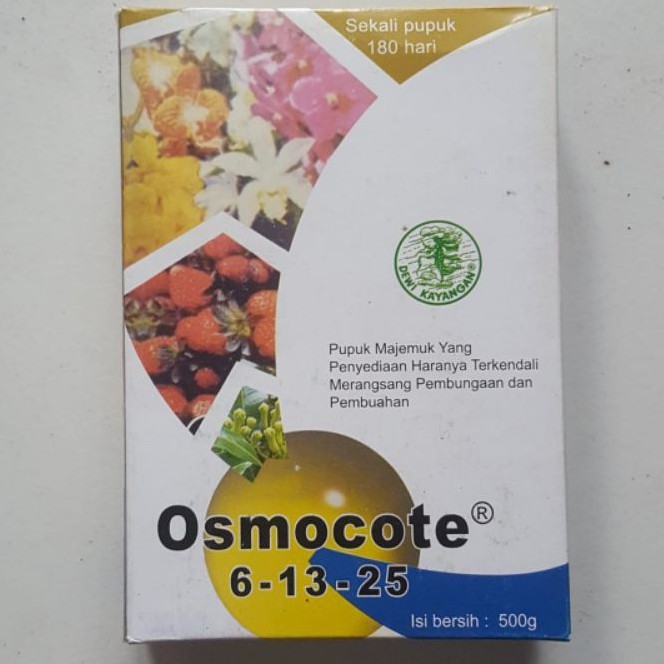 Sekali pupuk
180 hari
DEWI KAYANGAN®
Pupuk Majemuk Yang
Penyediaan Haranya Terkendali
Merangsang Pembungaan dan
Pembuahan
Osmocote®
6-13-25
Isi bersih : 500g